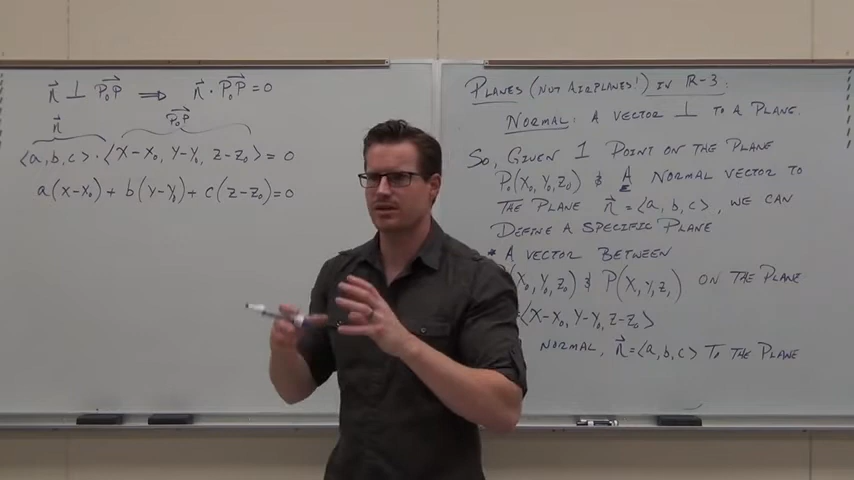 n⃗ ⊥ P₀P⃗ ⟹ n⃗ · P₀P⃗ = 0
n⃗ P₀P⃗
<a, b, c> · <x-x₀, y-y₀, z-z₀> = 0
a(x-x₀) + b(y-y₀) + c(z-z₀) = 0
PLANES (NOT AIRPLANES!) IN R-3:
NORMAL: A VECTOR ⊥ TO A PLANE.
SO, GIVEN 1 POINT ON THE PLANE
P₀(x₀, y₀, z₀) & A NORMAL VECTOR TO
THE PLANE n⃗ = <a, b, c>, WE CAN
DEFINE A SPECIFIC PLANE
* A VECTOR BETWEEN
(x₀, y₀, z₀) & P(x, y, z) ON THE PLANE
<x-x₀, y-y₀, z-z₀>
NORMAL, n⃗ = <a, b, c> TO THE PLANE